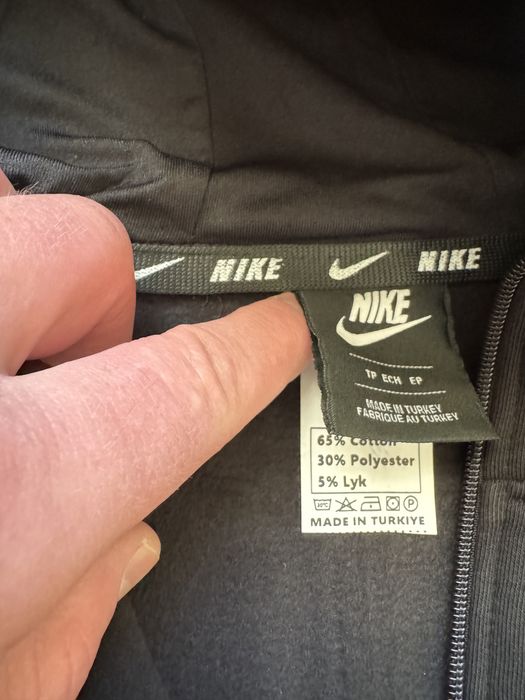 NIKE NIKE
NIKE
TP ECH EP
MADE IN TURKEY
FABRIQUE AU TURKEY
65% Cotton
30% Polyester
5% Lyk
30°C P
MADE IN TURKIYE